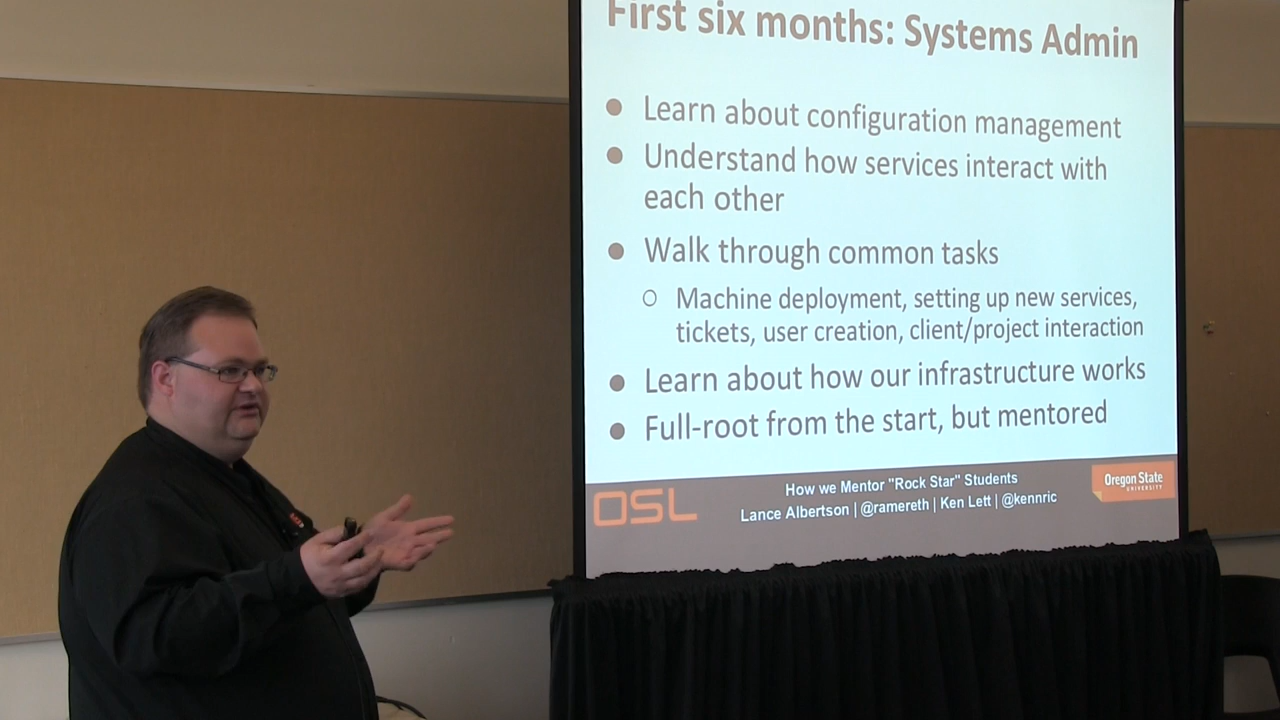 First six months: Systems Admin
Learn about configuration management
Understand how services interact with
each other
Walk through common tasks
Machine deployment, setting up new services,
tickets, user creation, client/project interaction
Learn about how our infrastructure works
Full-root from the start, but mentored
OSL
How we Mentor "Rock Star" Students
Lance Albertson | @ramereth | Ken Lett | @kennric
Oregon State
UNIVERSITY